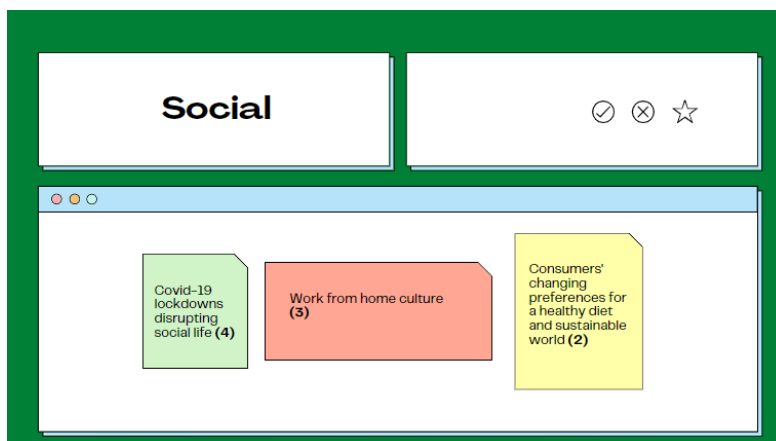 Social
Covid-19
lockdowns
disrupting
social life (4)
Work from home culture
(3)
Consumers'
changing
preferences for
a healthy diet
and sustainable
world (2)